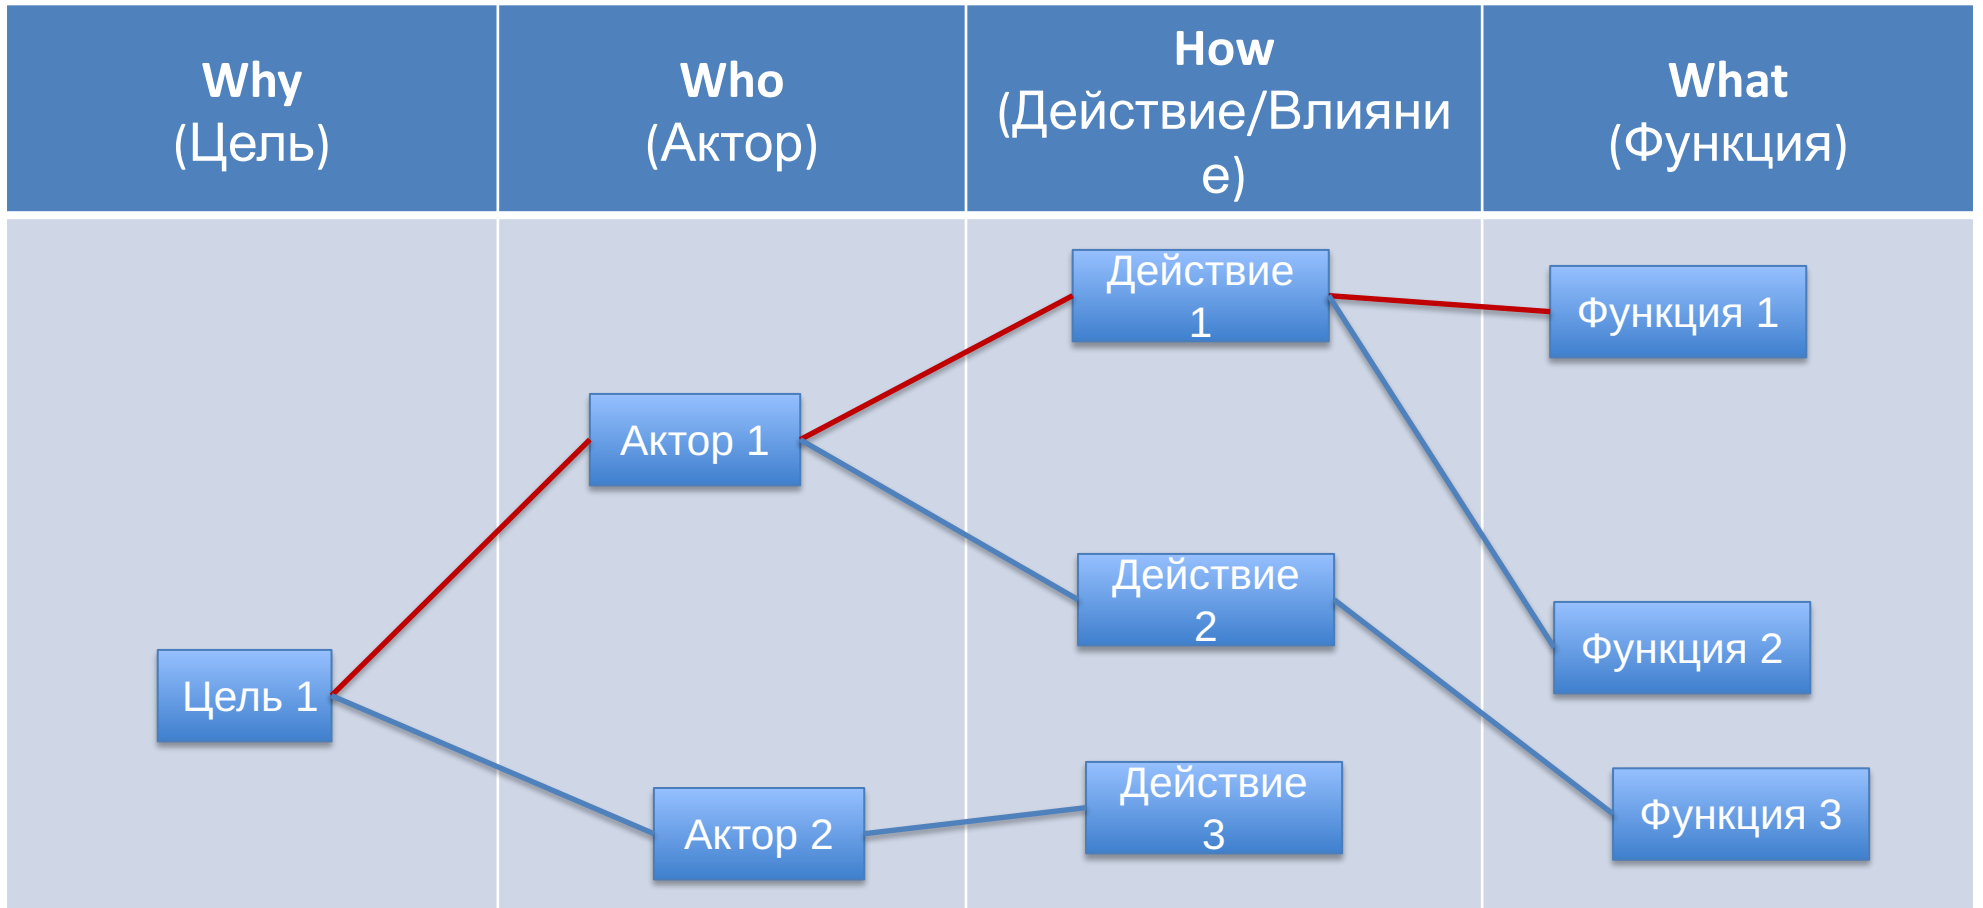 Why
(Цель)
Who
(Актор)
How
(Действие/Влияни
е)
What
(Функция)
Действие
1
Функция 1
Актор 1
Действие
2
Функция 2
Цель 1
Действие
3
Функция 3
Актор 2